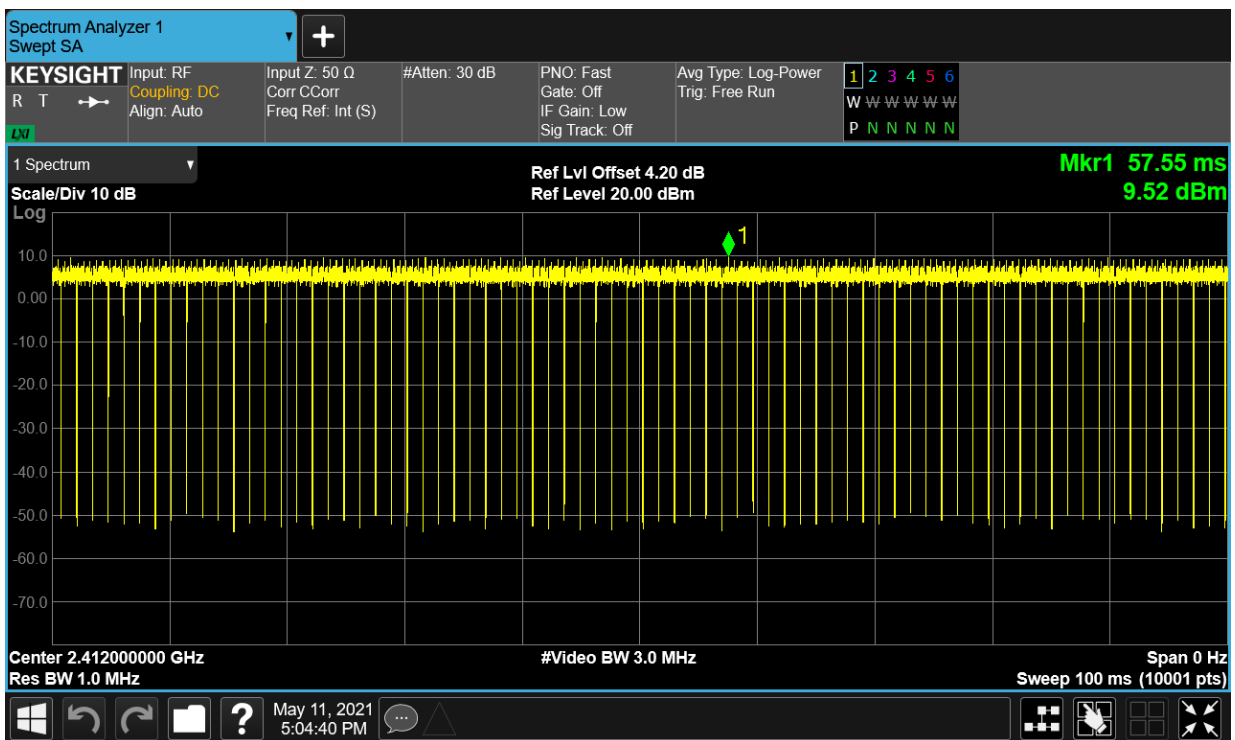 Spectrum Analyzer 1
Swept SA
KEYSIGHT
R T
LXI
Input: RF
Coupling: DC
Align: Auto
Input Z: 50 Ω
Corr CCorr
Freq Ref: Int (S)
#Atten: 30 dB
PNO: Fast
Gate: Off
IF Gain: Low
Sig Track: Off
Avg Type: Log-Power
Trig: Free Run
1 2 3 4 5 6
W W W W W W
P N N N N N
1 Spectrum
Scale/Div 10 dB
Ref Lvl Offset 4.20 dB
Ref Level 20.00 dBm
Mkr1 57.55 ms
9.52 dBm
Log
1
10.0
0.00
-10.0
-20.0
-30.0
-40.0
-50.0
-60.0
-70.0
Center 2.412000000 GHz
Res BW 1.0 MHz
#Video BW 3.0 MHz
Span 0 Hz
Sweep 100 ms (10001 pts)
?
May 11, 2021
5:04:40 PM